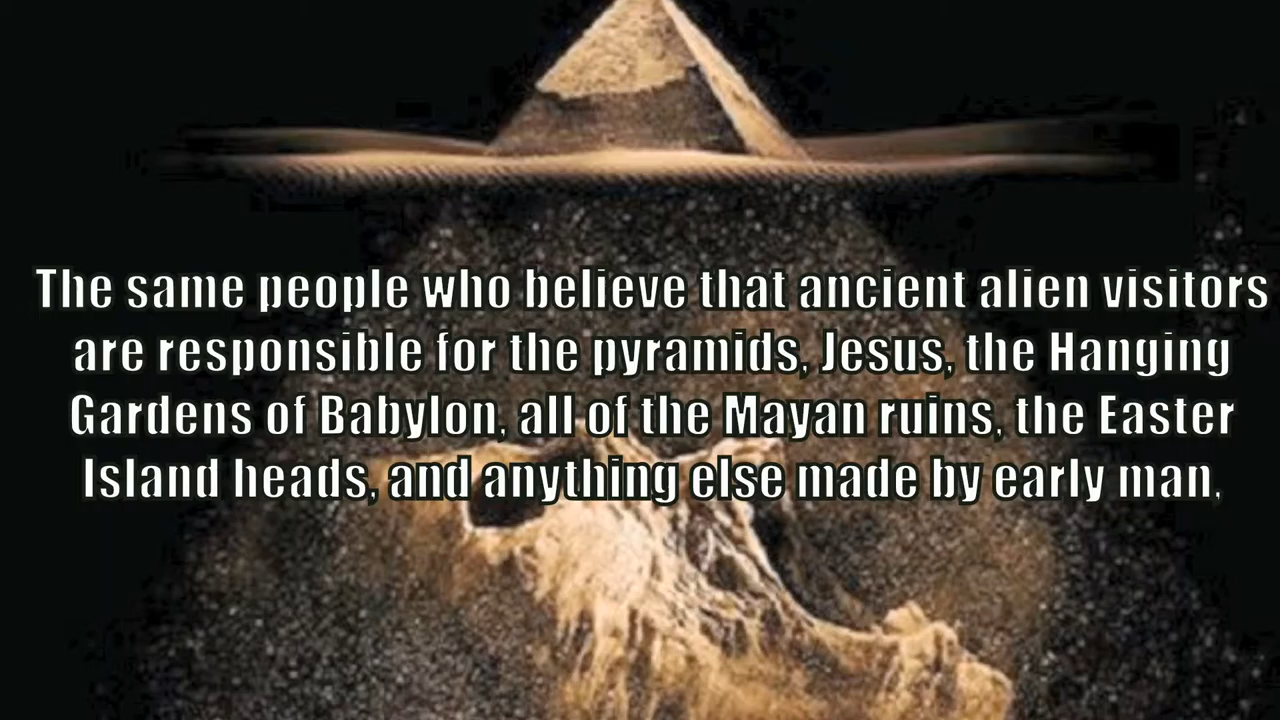 The same people who believe that ancient alien visitors
are responsible for the pyramids, Jesus, the Hanging
Gardens of Babylon, all of the Mayan ruins, the Easter
Island heads, and anything else made by early man,